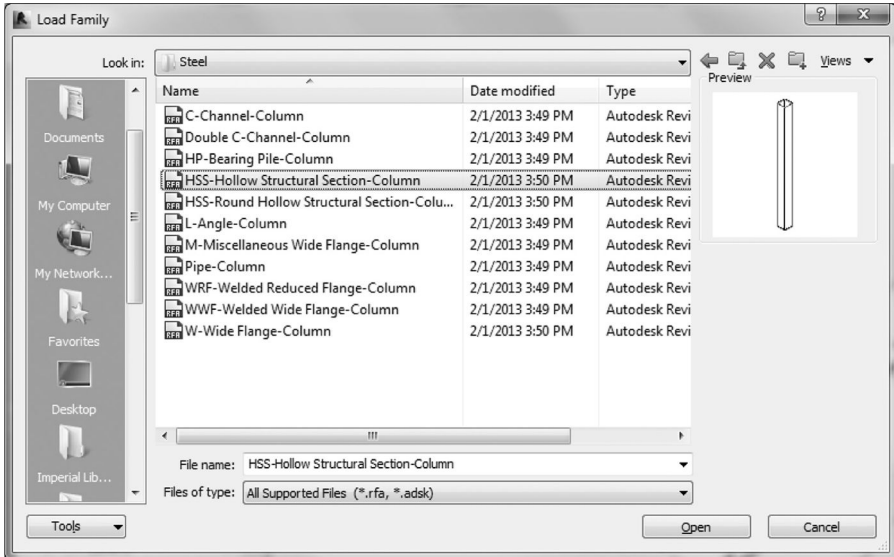 Load Family
Look in: Steel Views
Name Date modified Type Preview
Documents
My Computer
My Network...
Favorites
Desktop
Imperial Lib...
C-Channel-Column 2/1/2013 3:49 PM Autodesk Revi
Double C-Channel-Column 2/1/2013 3:49 PM Autodesk Revi
HP-Bearing Pile-Column 2/1/2013 3:49 PM Autodesk Revi
HSS-Hollow Structural Section-Column 2/1/2013 3:50 PM Autodesk Revi
HSS-Round Hollow Structural Section-Colu... 2/1/2013 3:50 PM Autodesk Revi
L-Angle-Column 2/1/2013 3:49 PM Autodesk Revi
M-Miscellaneous Wide Flange-Column 2/1/2013 3:49 PM Autodesk Revi
Pipe-Column 2/1/2013 3:49 PM Autodesk Revi
WRF-Welded Reduced Flange-Column 2/1/2013 3:49 PM Autodesk Revi
WWF-Welded Wide Flange-Column 2/1/2013 3:49 PM Autodesk Revi
W-Wide Flange-Column 2/1/2013 3:50 PM Autodesk Revi
File name: HSS-Hollow Structural Section-Column
Files of type: All Supported Files (*.rfa, *.adsk)
Tools Open Cancel